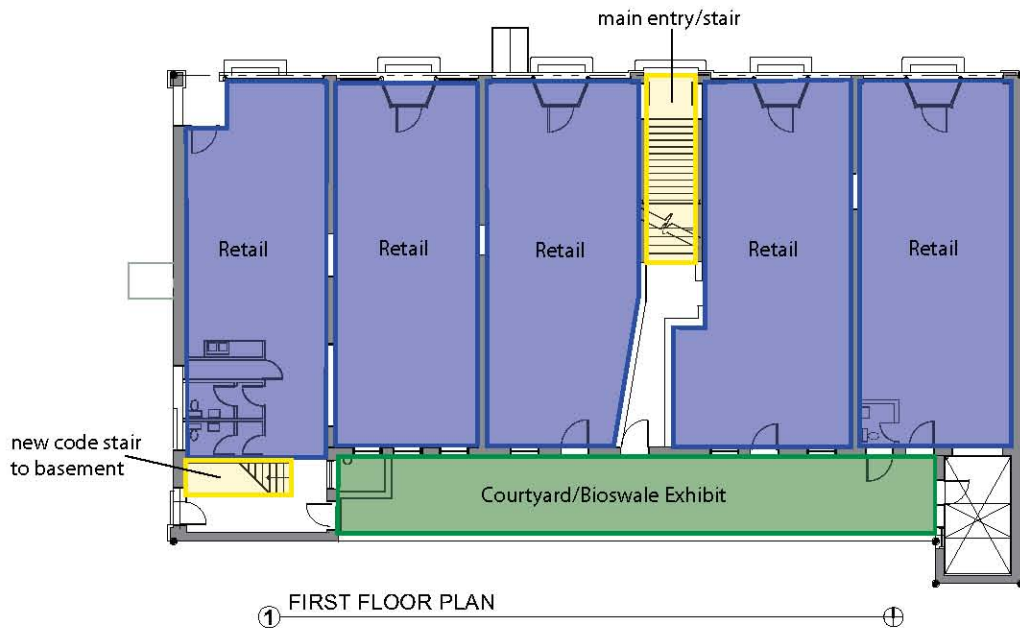 main entry/stair
Retail
Retail
Retail
Retail
Retail
new code stair
to basement
Courtyard/Bioswale Exhibit
1 FIRST FLOOR PLAN